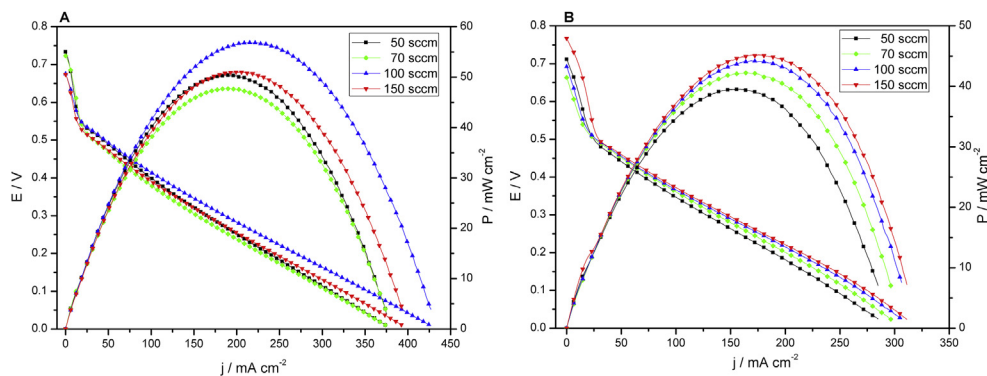 A
0.8
0.7
0.6
0.5
0.4
0.3
0.2
0.1
0.0
E / V
0 50 100 150 200 250 300 350 400 450
j / mA cm⁻²
60
50
40
30
20
10
0
P / mW cm⁻²
50 sccm
70 sccm
100 sccm
150 sccm
B
0.8
0.7
0.6
0.5
0.4
0.3
0.2
0.1
0.0
E / V
0 50 100 150 200 250 300 350
j / mA cm⁻²
50
40
30
20
10
0
P / mW cm⁻²
50 sccm
70 sccm
100 sccm
150 sccm